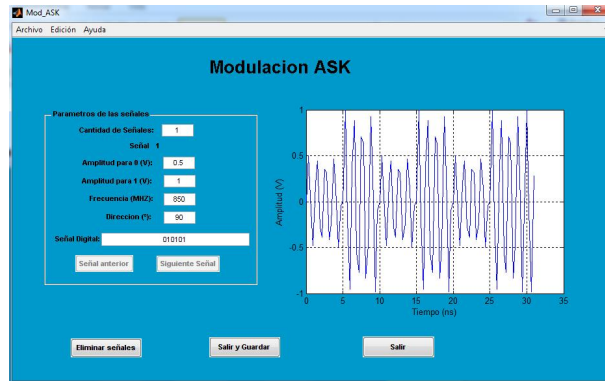 Mod_ASK
Archivo Edición Ayuda
Modulacion ASK
Parametros de las señales
Cantidad de Señales: 1
Señal 1
Amplitud para 0 (V): 0.5
Amplitud para 1 (V): 1
Frecuencia (MHZ): 850
Direccion (º): 90
Señal Digital: 010101
Señal anterior Siguiente Señal
1
0.5
0
-0.5
-1
Amplitud (V)
0 5 10 15 20 25 30 35
Tiempo (ns)
Eliminar señales Salir y Guardar Salir